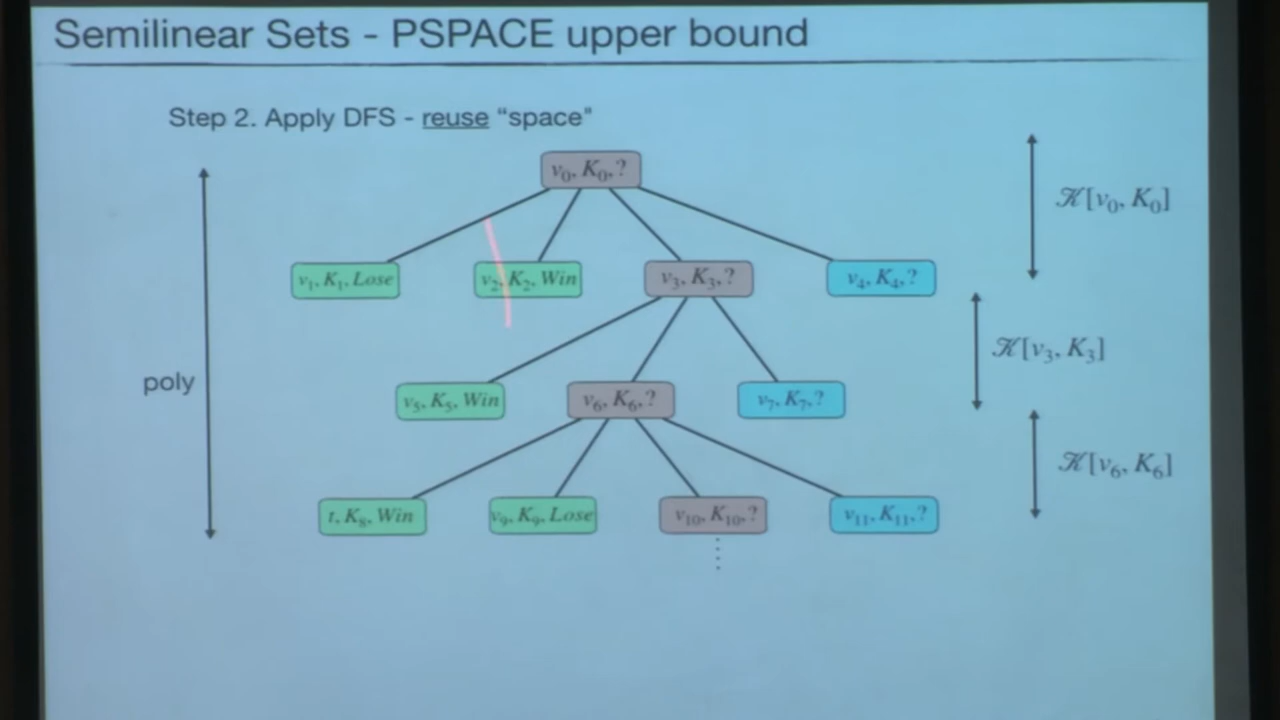 Semilinear Sets - PSPACE upper bound
Step 2. Apply DFS - reuse “space”
v₀, K₀, ?
𝒦[v₀, K₀]
v₁, K₁, Lose
v₂, K₂, Win
v₃, K₃, ?
v₄, K₄, ?
𝒦[v₃, K₃]
poly
v₅, K₅, Win
v₆, K₆, ?
v₇, K₇, ?
𝒦[v₆, K₆]
t, K₈, Win
v₉, K₉, Lose
v₁₀, K₁₀, ?
v₁₁, K₁₁, ?